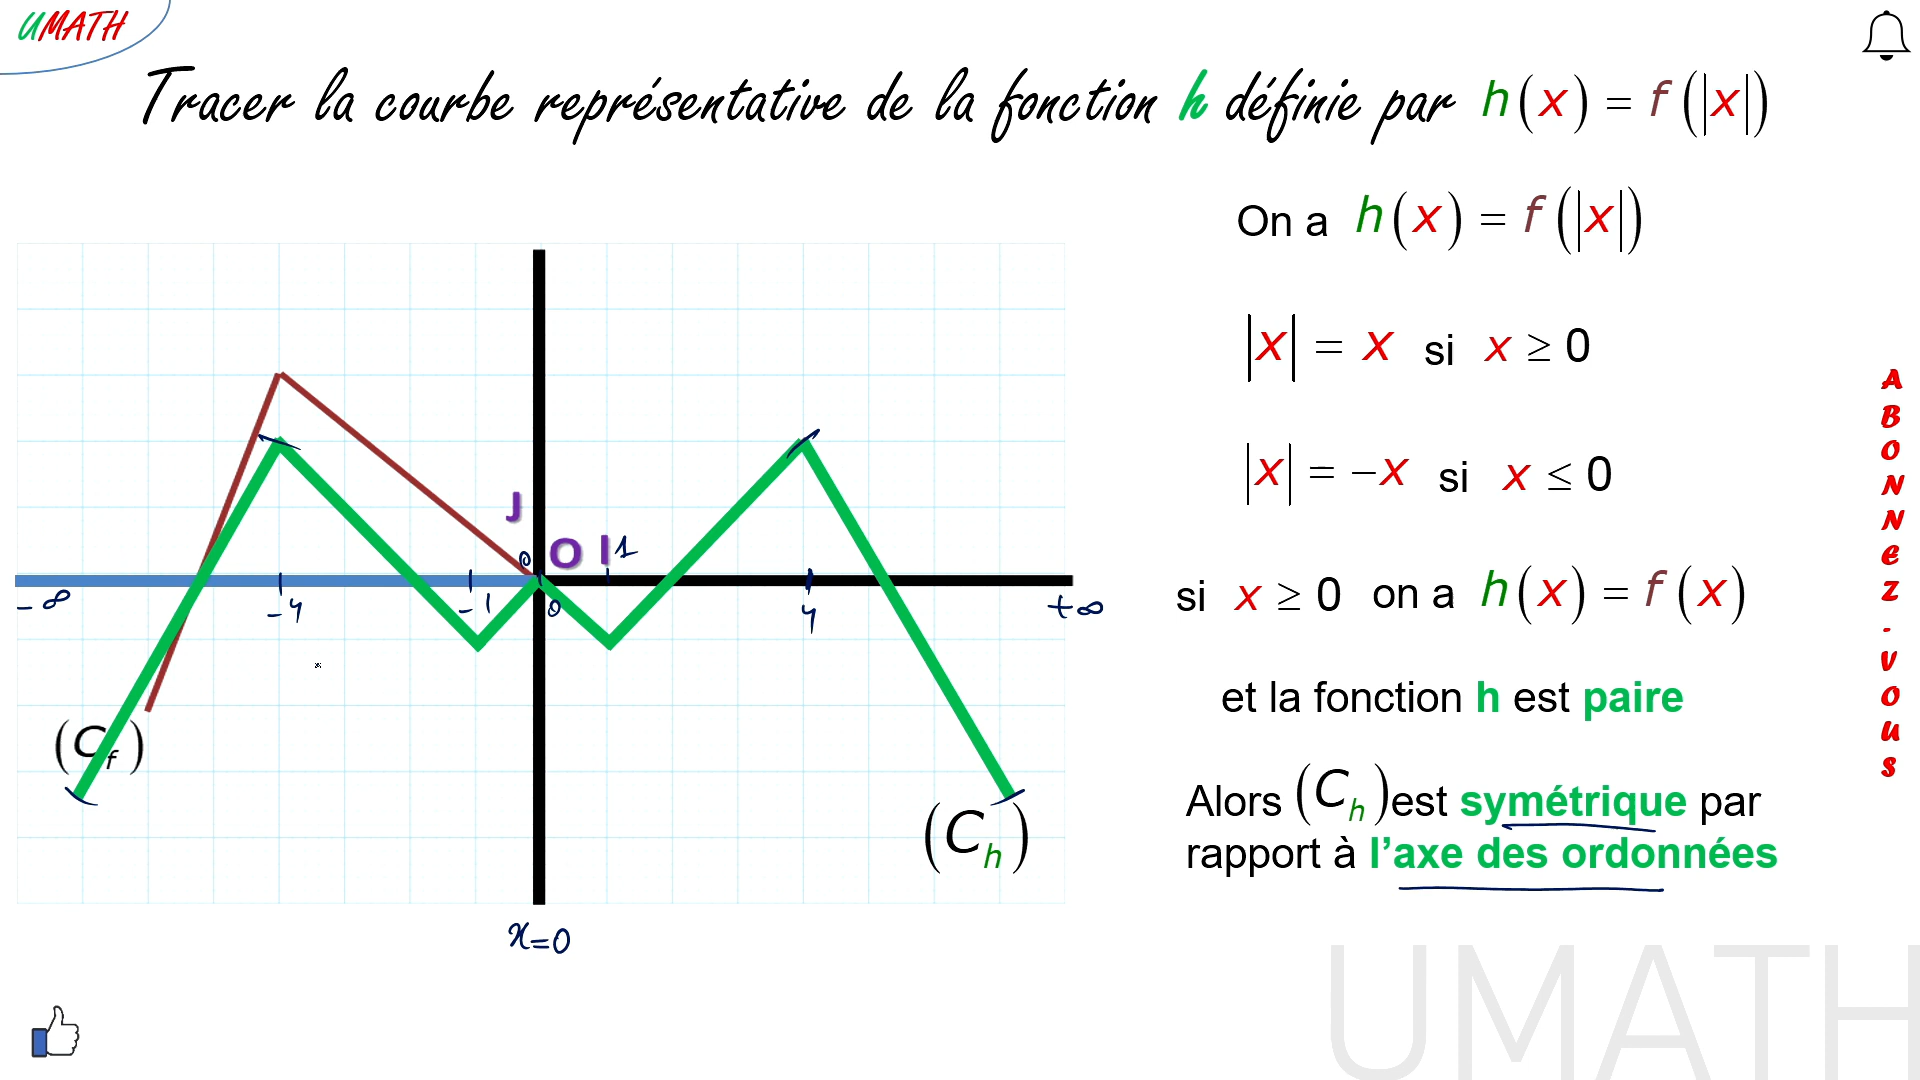 UMATH
Tracer la courbe représentative de la fonction h définie par h(x) = f(|x|)
On a h(x) = f(|x|)
|x| = x si x ≥ 0
|x| = -x si x ≤ 0
si x ≥ 0 on a h(x) = f(x)
et la fonction h est paire
Alors (C_h) est symétrique par
rapport à l’axe des ordonnées
J
0 O I 1
-∞ -4 -1 0 4 +∞
(C_f)
(C_h)
x=0
ABONNEZ-VOUS
UMATH